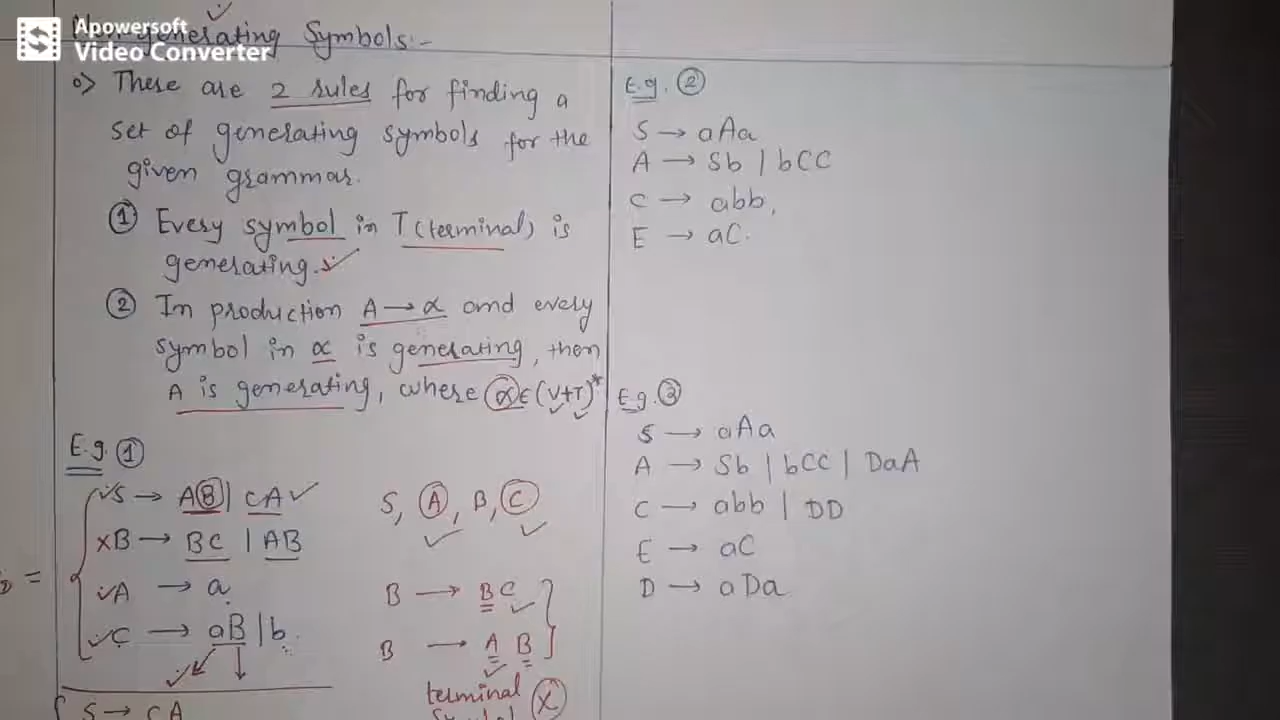 Apowersoft
Video Converter
Non-generating Symbols:-
There are 2 rules for finding a
set of generating symbols for the
given grammar.
① Every symbol in T (terminal) is
generating.
② In production A → α and every
symbol in α is generating, then
A is generating, where α ∈ (V+T)*
E.g. ①
S → AB | CA
B → BC | AB
A → a
C → aB | b.
S → CA
S, A, B, C
B → BC
B → A B
terminal
X
E.g. ②
S → aAa
A → Sb | bCC
C → abb,
E → aC.
E.g. ③
S → aAa
A → Sb | bCC | DaA
C → abb | DD
E → aC
D → aDa